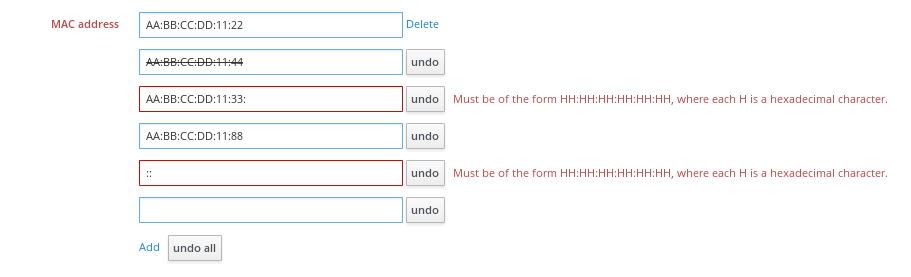 MAC address AA:BB:CC:DD:11:22 Delete
AA:BB:CC:DD:11:44 undo
AA:BB:CC:DD:11:33: undo Must be of the form HH:HH:HH:HH:HH:HH, where each H is a hexadecimal character.
AA:BB:CC:DD:11:88 undo
:: undo Must be of the form HH:HH:HH:HH:HH:HH, where each H is a hexadecimal character.
undo
Add undo all